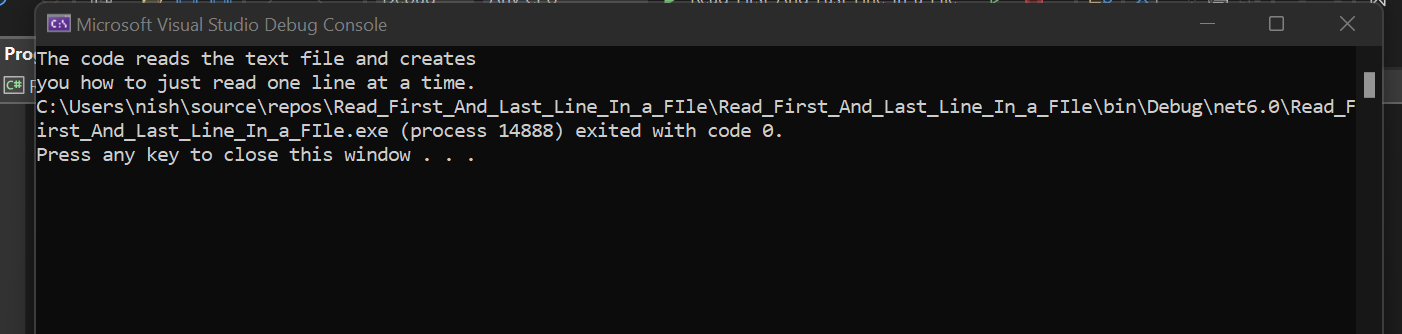 Microsoft Visual Studio Debug Console
Pro
C#
The code reads the text file and creates
you how to just read one line at a time.
C:\Users\nish\source\repos\Read_First_And_Last_Line_In_a_FIle\Read_First_And_Last_Line_In_a_FIle\bin\Debug\net6.0\Read_F
irst_And_Last_Line_In_a_FIle.exe (process 14888) exited with code 0.
Press any key to close this window . . .